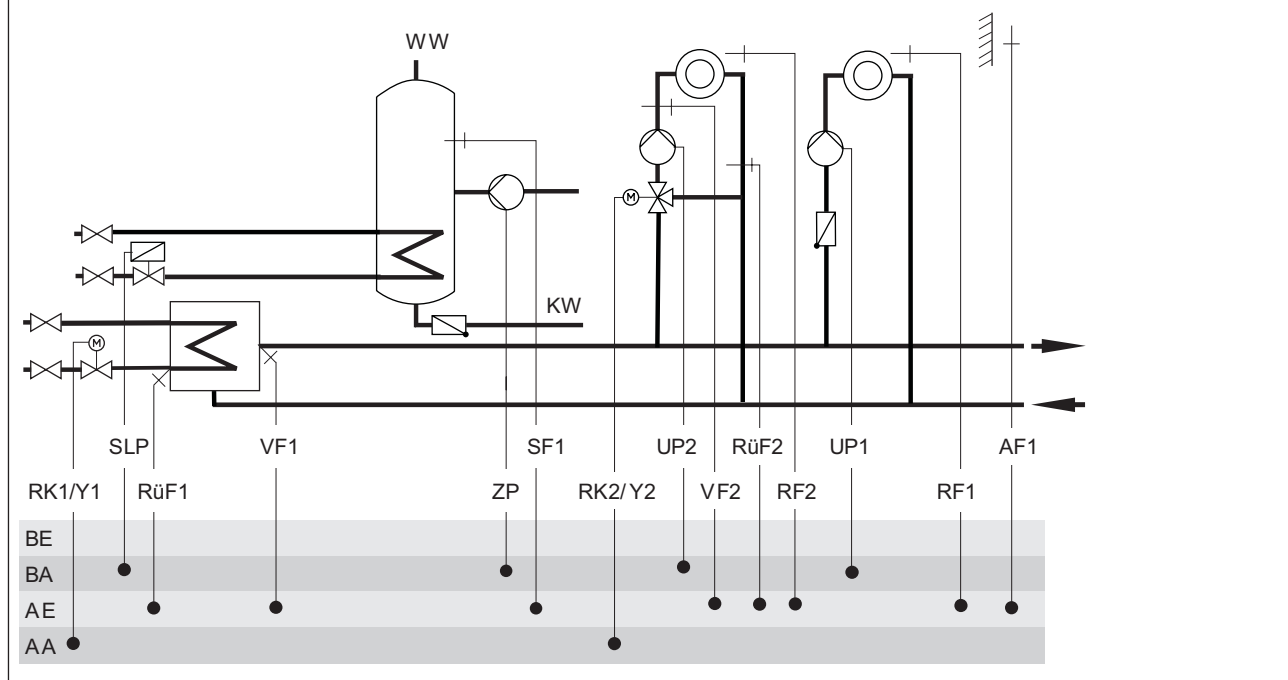 WW
M
KW
M
SLP VF1 SF1 UP2 RüF2 UP1 AF1
RK1/Y1 RüF1 ZP RK2/Y2 VF2 RF2 RF1
BE
BA
AE
AA